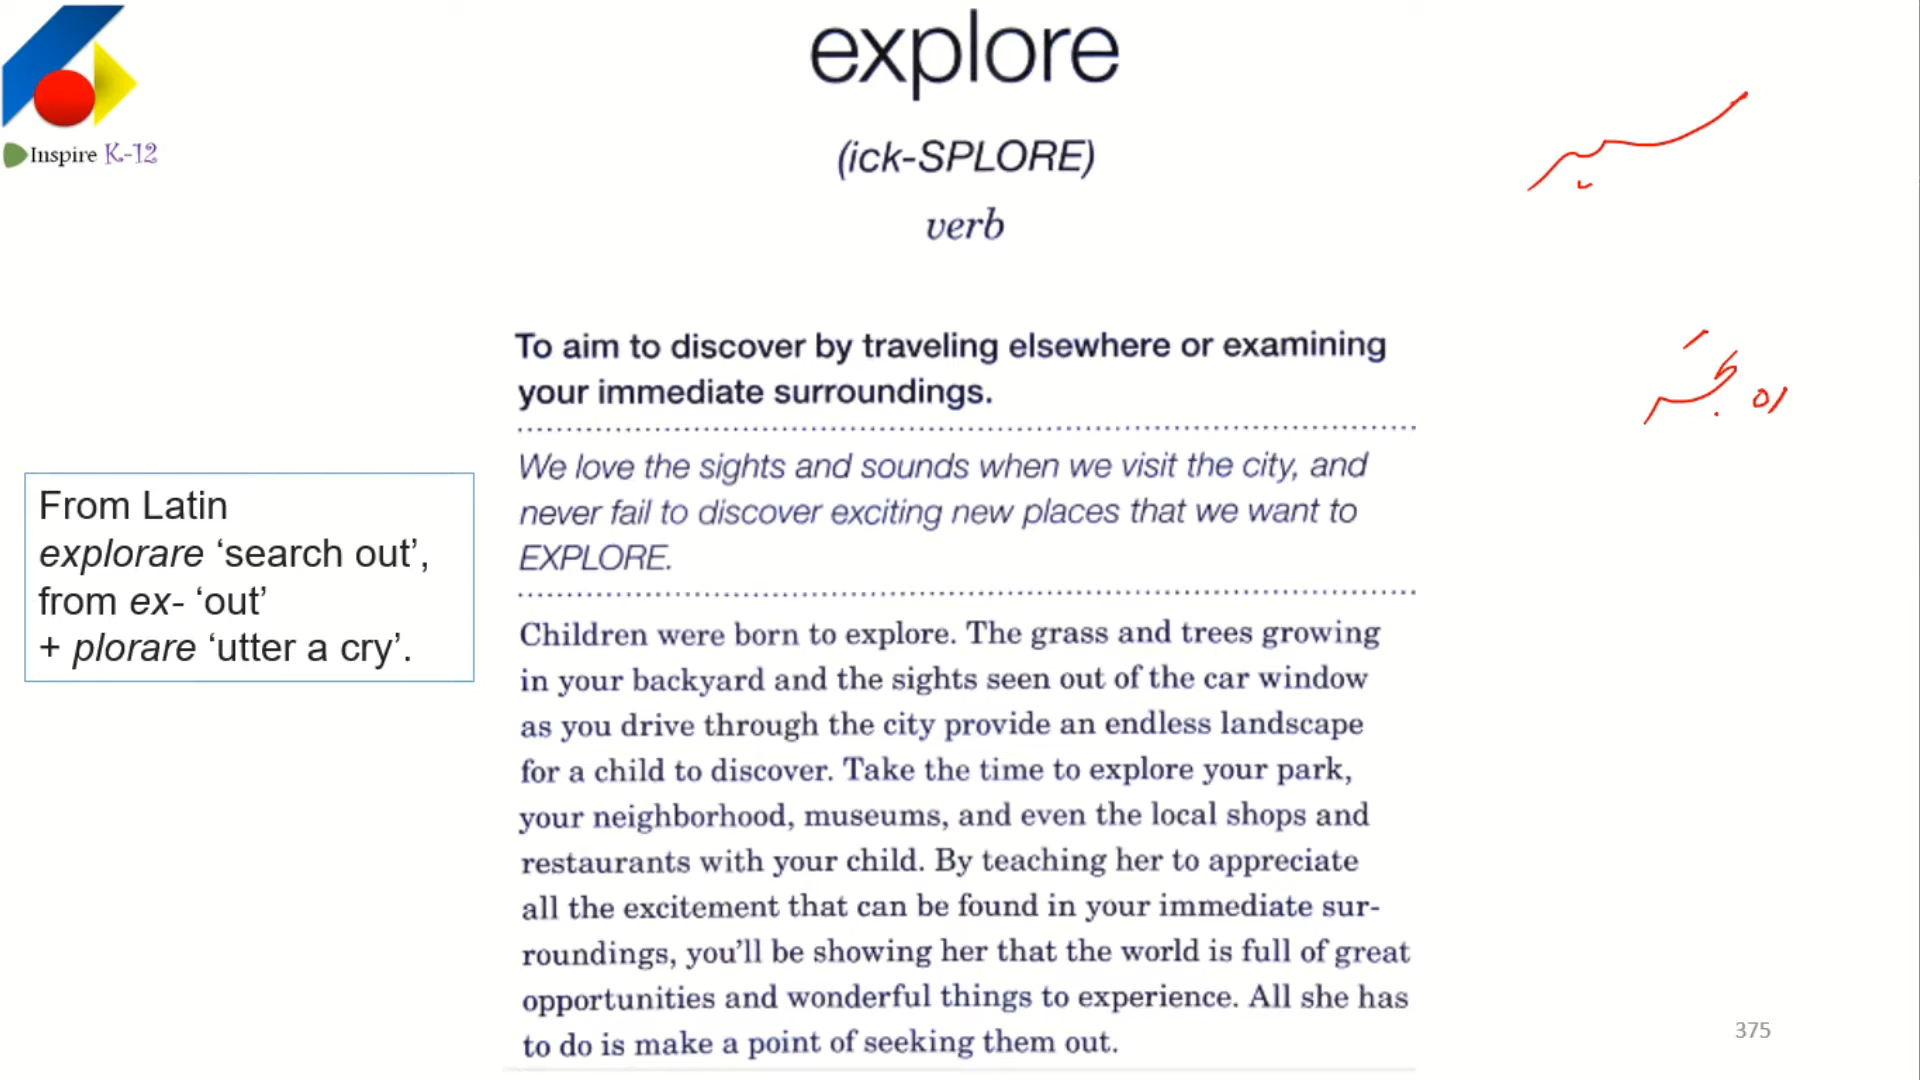 Inspire K-12
explore
(ick-SPLORE)
verb
سیر
To aim to discover by traveling elsewhere or examining
your immediate surroundings.
We love the sights and sounds when we visit the city, and
never fail to discover exciting new places that we want to
EXPLORE.
From Latin
explorare ‘search out’,
from ex- ‘out’
+ plorare ‘utter a cry’.
Children were born to explore. The grass and trees growing
in your backyard and the sights seen out of the car window
as you drive through the city provide an endless landscape
for a child to discover. Take the time to explore your park,
your neighborhood, museums, and even the local shops and
restaurants with your child. By teaching her to appreciate
all the excitement that can be found in your immediate sur-
roundings, you’ll be showing her that the world is full of great
opportunities and wonderful things to experience. All she has
to do is make a point of seeking them out.
375